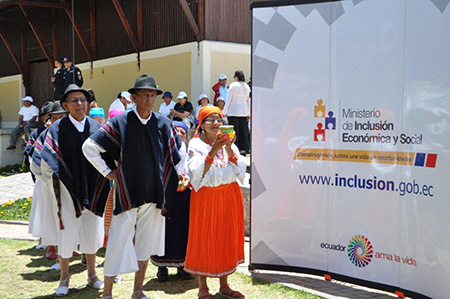 Ministerio
de Inclusión
Económica y Social
www.inclusion.gob.ec
ecuador ama la vida